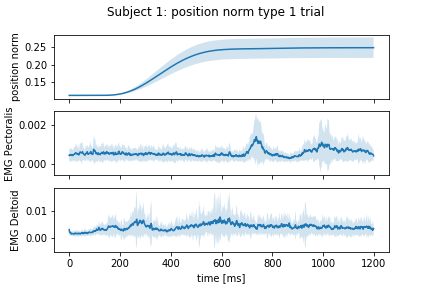 Subject 1: position norm type 1 trial
position norm
0.25
0.20
0.15
EMG Pectoralis
0.002
0.000
EMG Deltoid
0.01
0.00
0 200 400 600 800 1000 1200
time [ms]